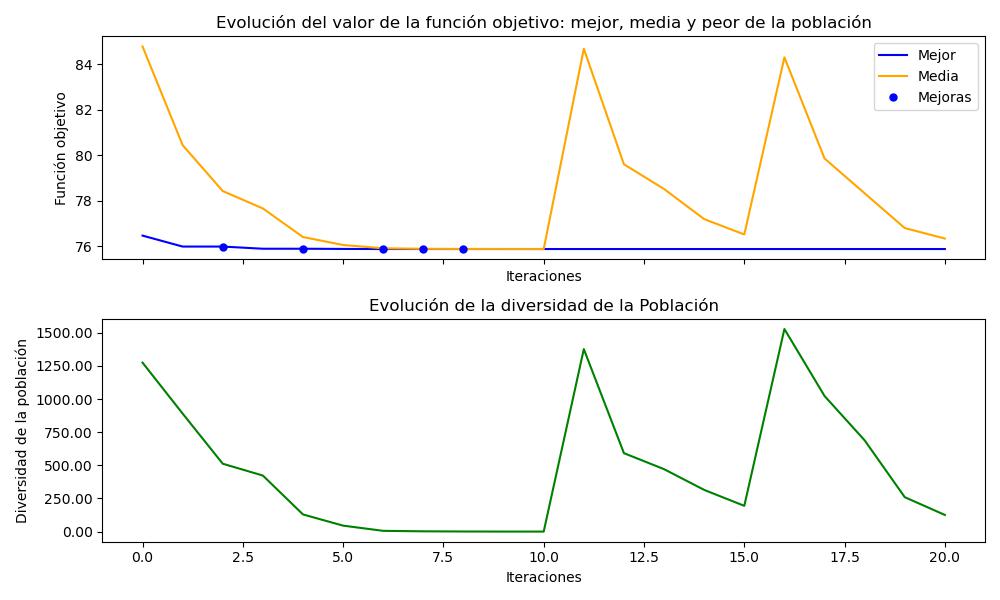 Evolución del valor de la función objetivo: mejor, media y peor de la población
84
82
80
78
76
Función objetivo
Mejor
Media
Mejoras
Iteraciones
Evolución de la diversidad de la Población
1500.00
1250.00
1000.00
750.00
500.00
250.00
0.00
Diversidad de la población
0.0 2.5 5.0 7.5 10.0 12.5 15.0 17.5 20.0
Iteraciones